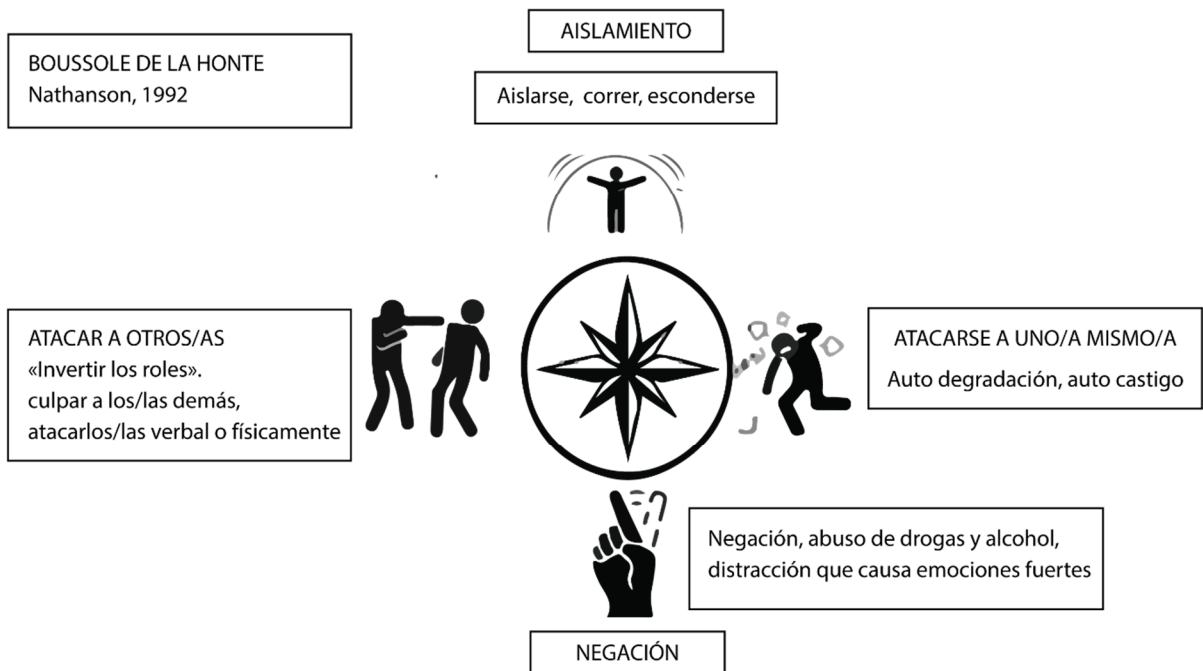 BOUSSOLE DE LA HONTE
Nathanson, 1992
AISLAMIENTO
Aislarse, correr, esconderse
ATACAR A OTROS/AS
«Invertir los roles».
culpar a los/las demás,
atacarlos/las verbal o físicamente
ATACARSE A UNO/A MISMO/A
Auto degradación, auto castigo
Negación, abuso de drogas y alcohol,
distracción que causa emociones fuertes
NEGACIÓN